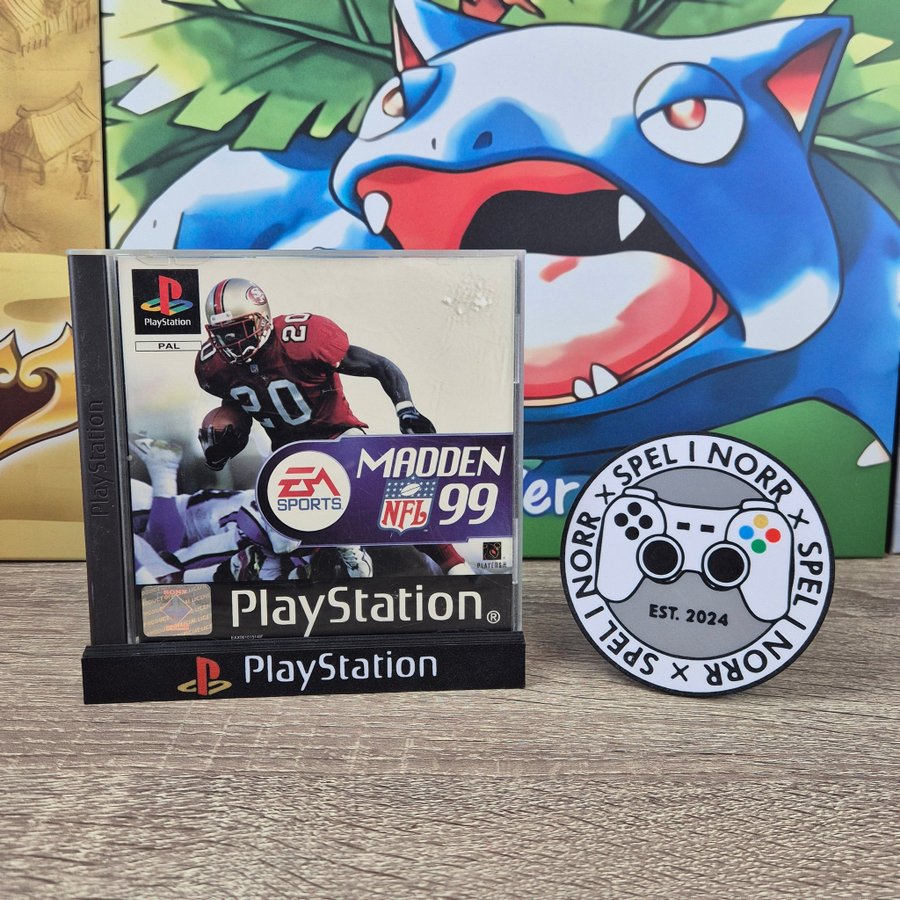 PlayStation
PAL
20
20
EA
SPORTS
MADDEN
NFL 99
PLAYERS
PlayStation®
PlayStation
PlayStation
SPEL I NORR x SPEL I NORR x SPEL I NORR x
EST. 2024